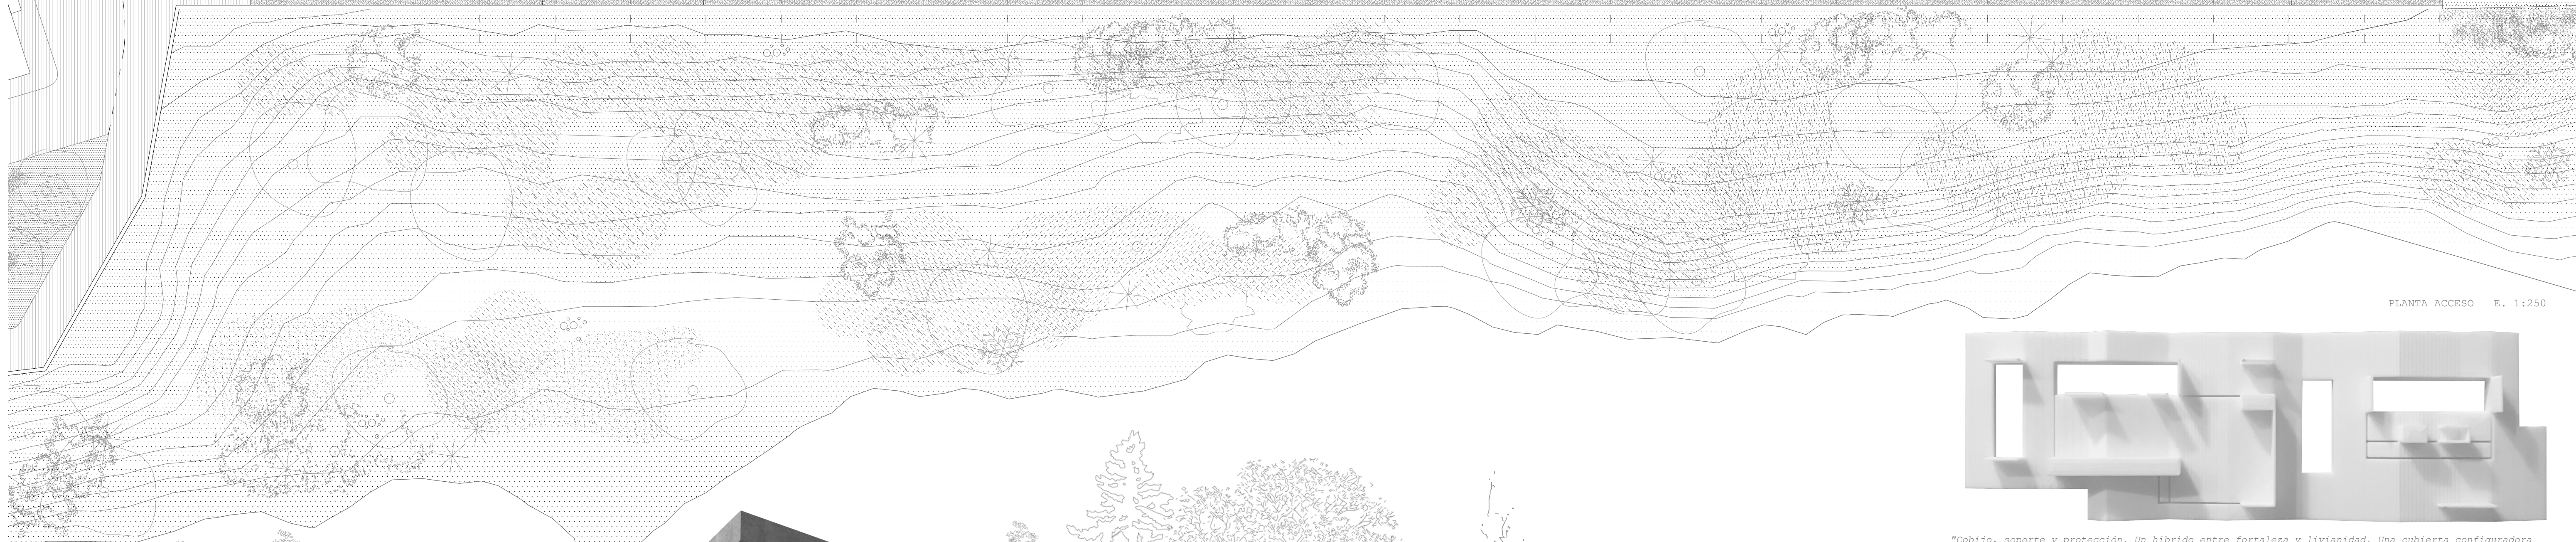 PLANTA ACCESO E. 1:250
"Cobijo, soporte y protección. Un híbrido entre fortaleza y livianidad. Una cubierta configuradora